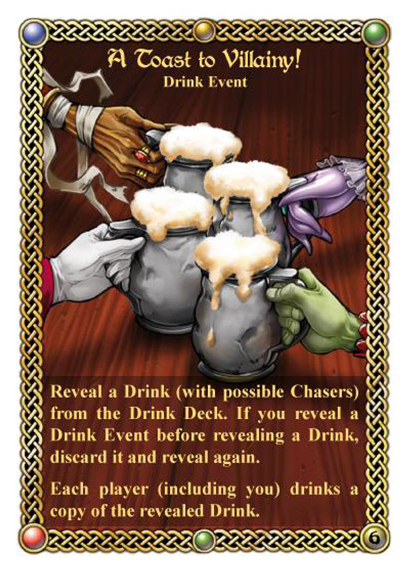 A Toast to Villainy!
Drink Event
Reveal a Drink (with possible Chasers)
from the Drink Deck. If you reveal a
Drink Event before revealing a Drink,
discard it and reveal again.
Each player (including you) drinks a
copy of the revealed Drink.
6